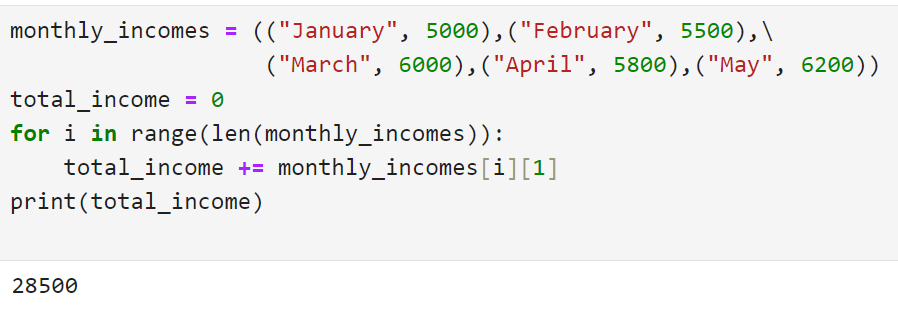 monthly_incomes = (("January", 5000),("February", 5500),\
                   ("March", 6000),("April", 5800),("May", 6200))
total_income = 0
for i in range(len(monthly_incomes)):
    total_income += monthly_incomes[i][1]
print(total_income)
28500